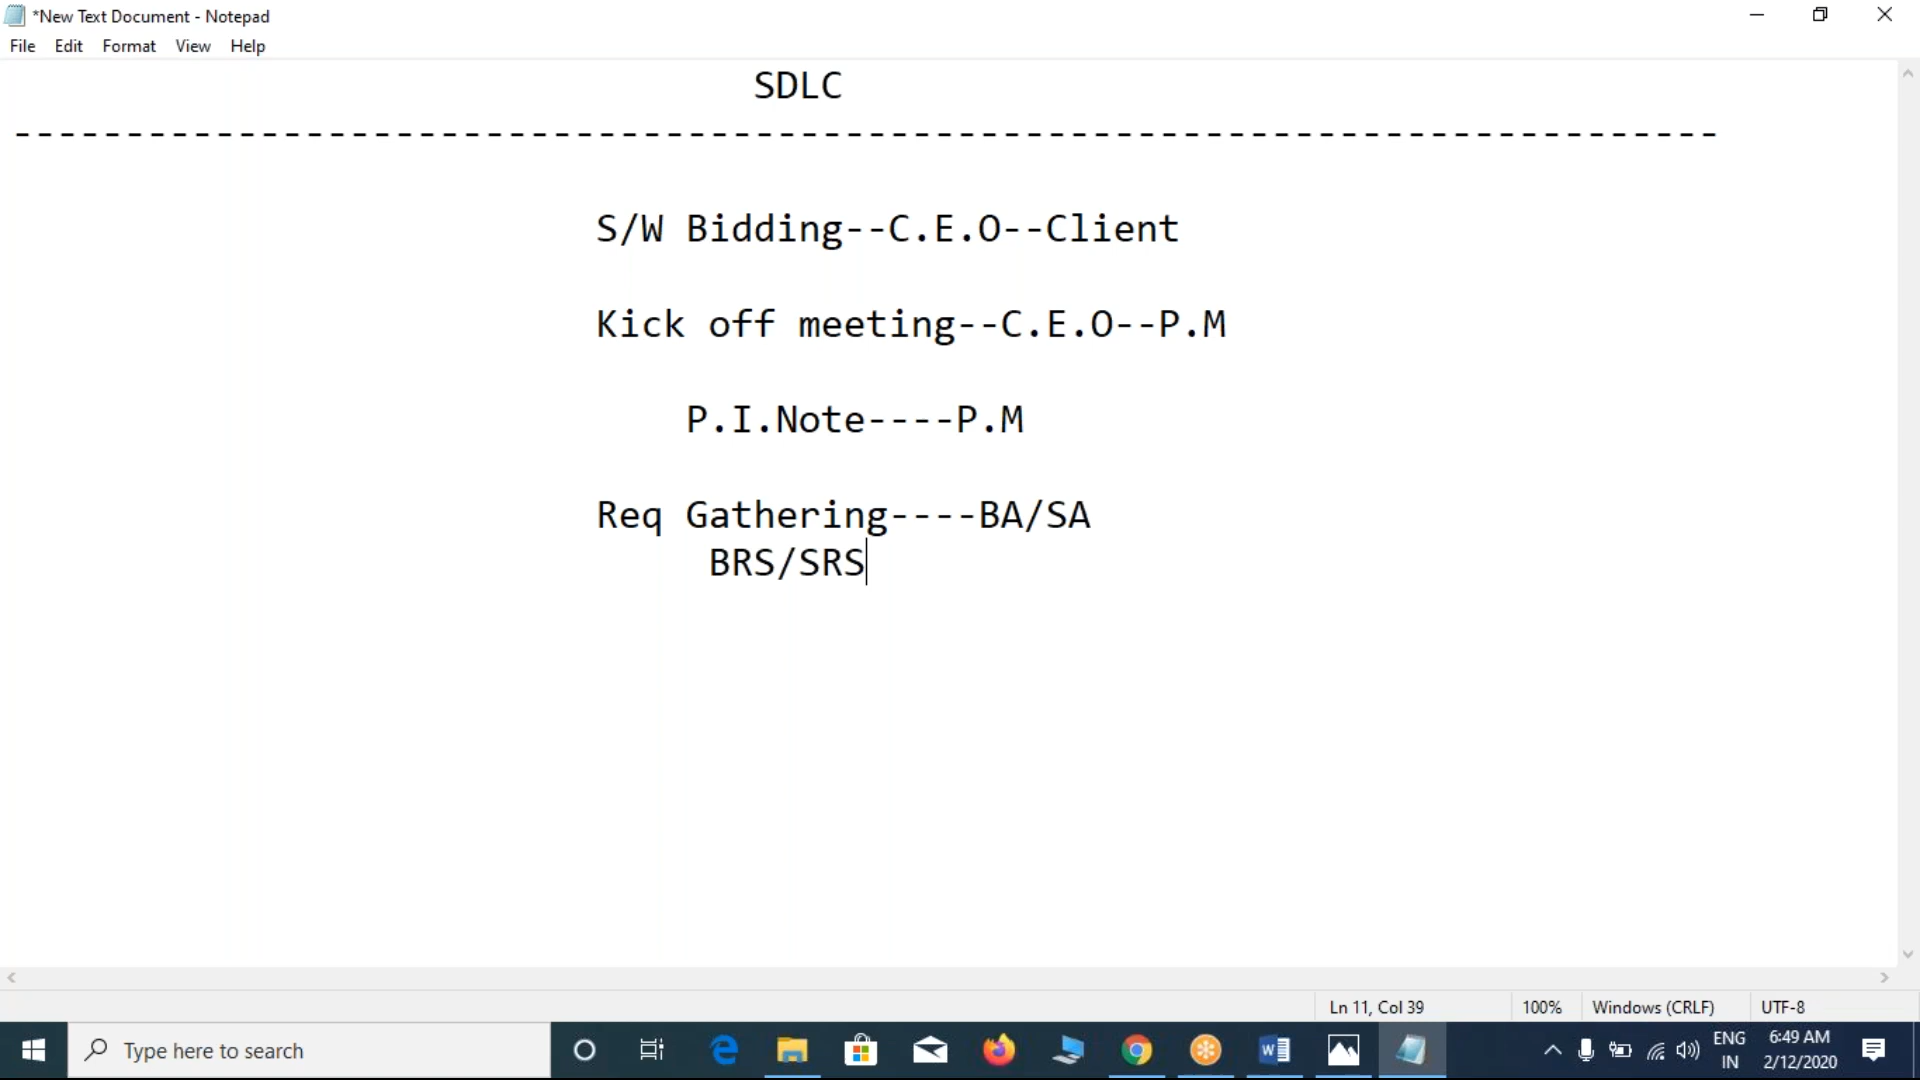 *New Text Document - Notepad
File Edit Format View Help
SDLC
----------------------------------------------------------------------------
S/W Bidding--C.E.O--Client
Kick off meeting--C.E.O--P.M
P.I.Note----P.M
Req Gathering----BA/SA
BRS/SRS
Ln 11, Col 39 100% Windows (CRLF) UTF-8
Type here to search
ENG
IN
6:49 AM
2/12/2020